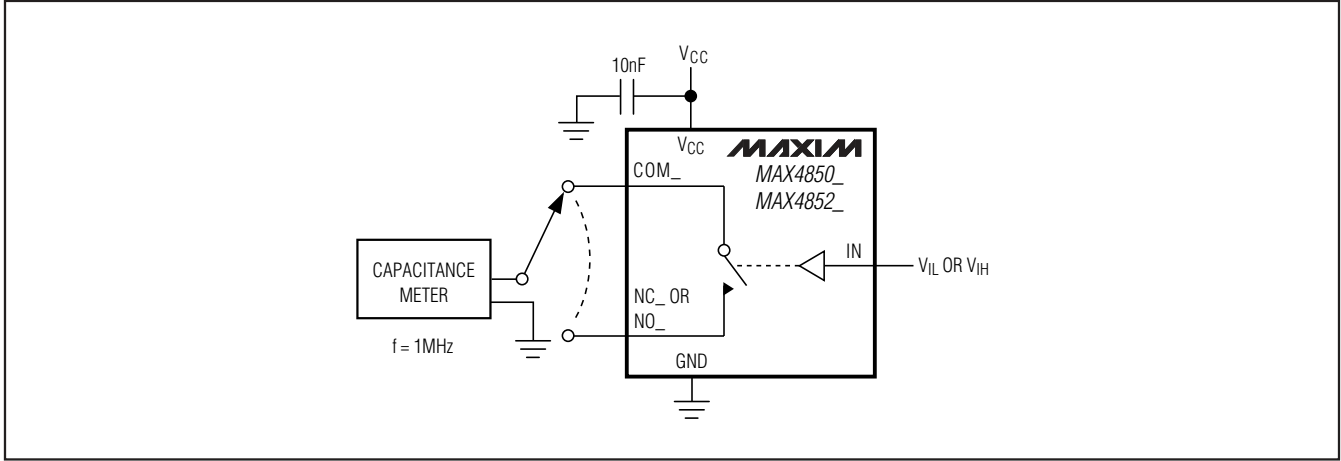 10nF
VCC
VCC
MAXIM
MAX4850_
MAX4852_
COM_
IN
VIL OR VIH
CAPACITANCE
METER
f = 1MHz
NC_ OR
NO_
GND